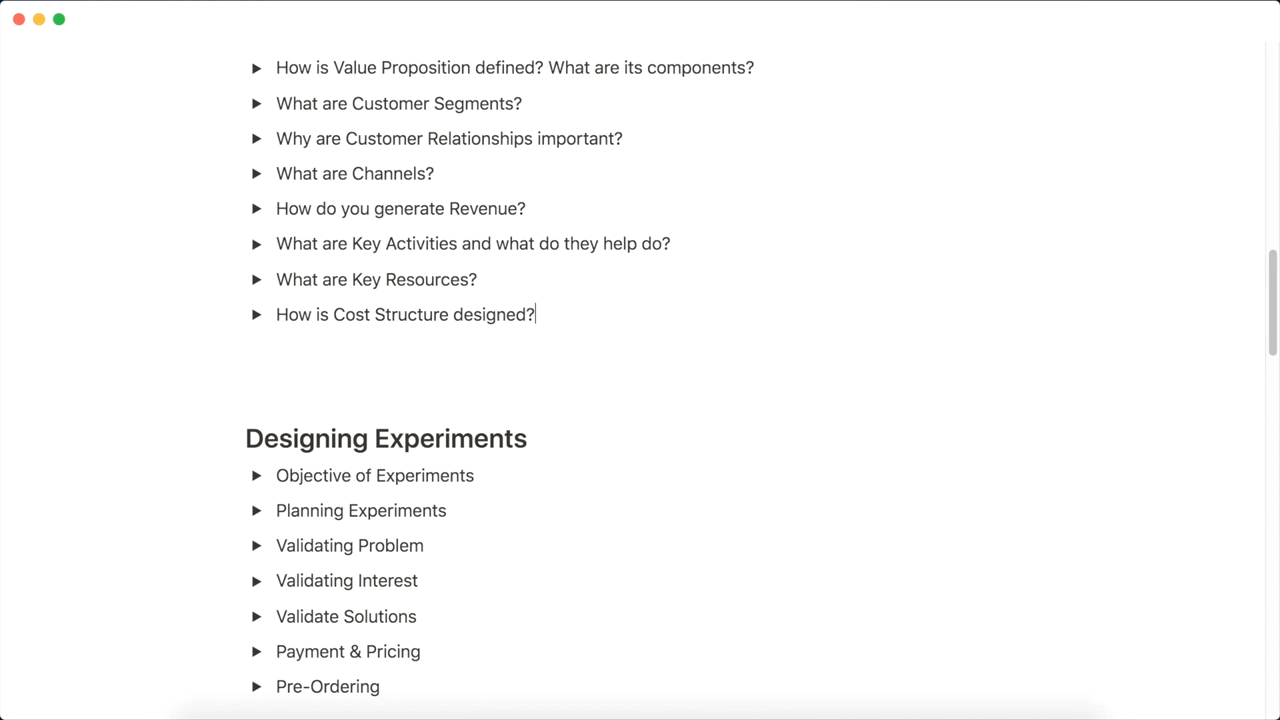 How is Value Proposition defined? What are its components?
What are Customer Segments?
Why are Customer Relationships important?
What are Channels?
How do you generate Revenue?
What are Key Activities and what do they help do?
What are Key Resources?
How is Cost Structure designed?
Designing Experiments
Objective of Experiments
Planning Experiments
Validating Problem
Validating Interest
Validate Solutions
Payment & Pricing
Pre-Ordering